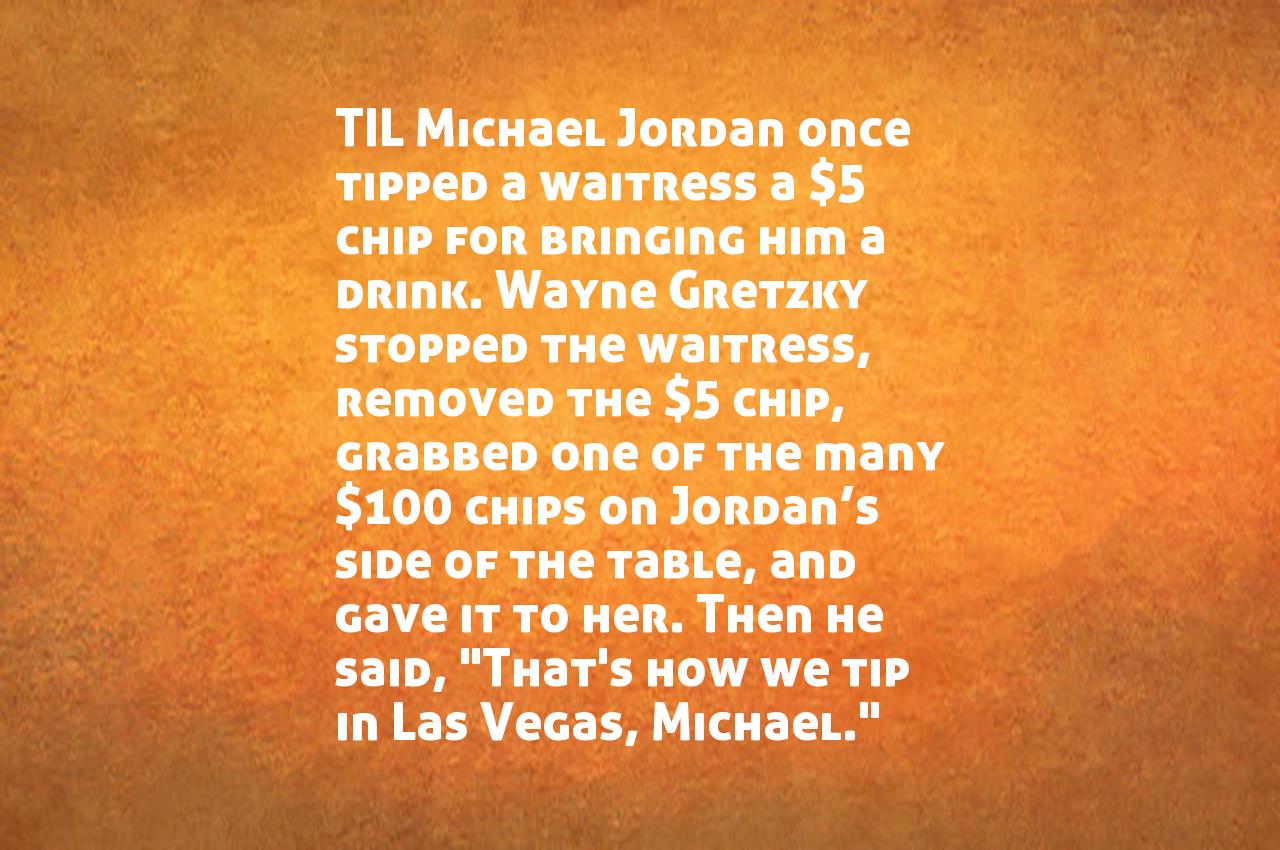 TIL Michael Jordan once
tipped a waitress a $5
chip for bringing him a
drink. Wayne Gretzky
stopped the waitress,
removed the $5 chip,
grabbed one of the many
$100 chips on Jordan’s
side of the table, and
gave it to her. Then he
said, "That's how we tip
in Las Vegas, Michael."